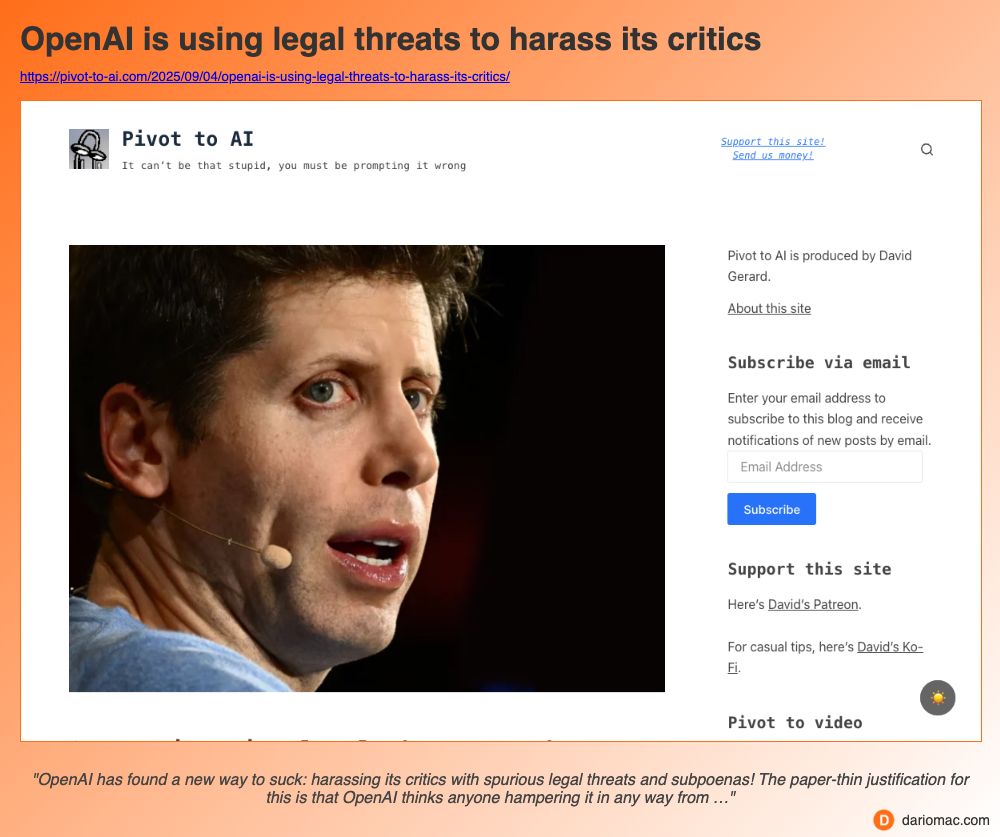 OpenAI is using legal threats to harass its critics
https://pivot-to-ai.com/2025/09/04/openai-is-using-legal-threats-to-harass-its-critics/
Pivot to AI
It can't be that stupid, you must be prompting it wrong
Support this site!
Send us money!
Pivot to AI is produced by David
Gerard.
About this site
Subscribe via email
Enter your email address to
subscribe to this blog and receive
notifications of new posts by email.
Email Address
Subscribe
Support this site
Here's David's Patreon.
For casual tips, here's David's Ko-
Fi.
Pivot to video
"OpenAI has found a new way to suck: harassing its critics with spurious legal threats and subpoenas! The paper-thin justification for
this is that OpenAI thinks anyone hampering it in any way from …"
D dariomac.com